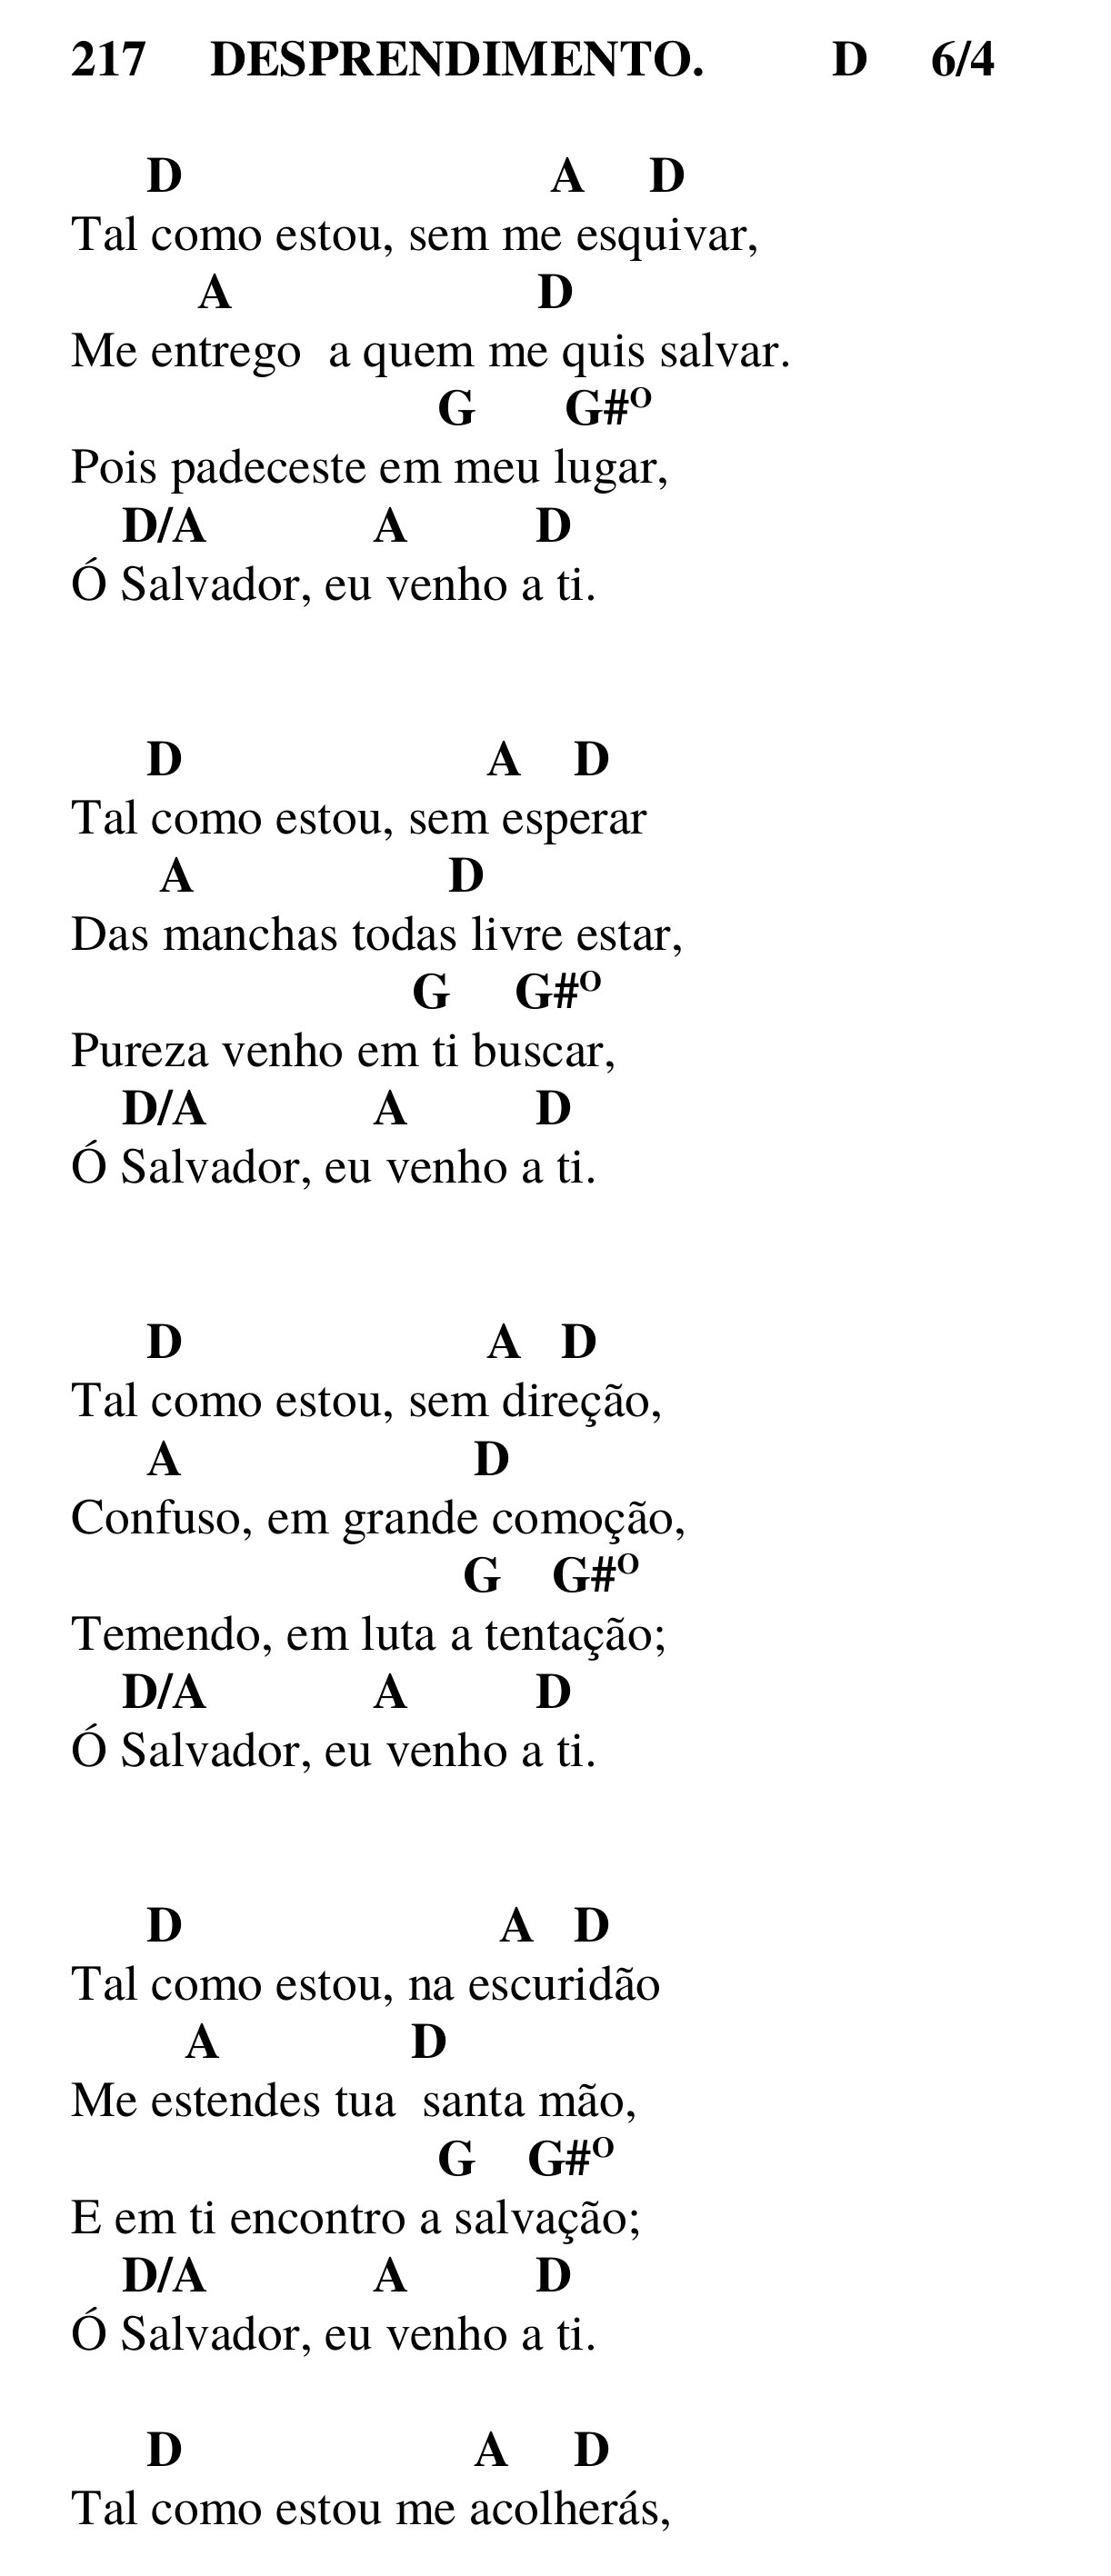 217 DESPRENDIMENTO. D 6/4
D A D
Tal como estou, sem me esquivar,
A D
Me entrego a quem me quis salvar.
G G#º
Pois padeceste em meu lugar,
D/A A D
Ó Salvador, eu venho a ti.
D A D
Tal como estou, sem esperar
A D
Das manchas todas livre estar,
G G#º
Pureza venho em ti buscar,
D/A A D
Ó Salvador, eu venho a ti.
D A D
Tal como estou, sem direção,
A D
Confuso, em grande comoção,
G G#º
Temendo, em luta a tentação;
D/A A D
Ó Salvador, eu venho a ti.
D A D
Tal como estou, na escuridão
A D
Me estendes tua santa mão,
G G#º
E em ti encontro a salvação;
D/A A D
Ó Salvador, eu venho a ti.
D A D
Tal como estou me acolherás,